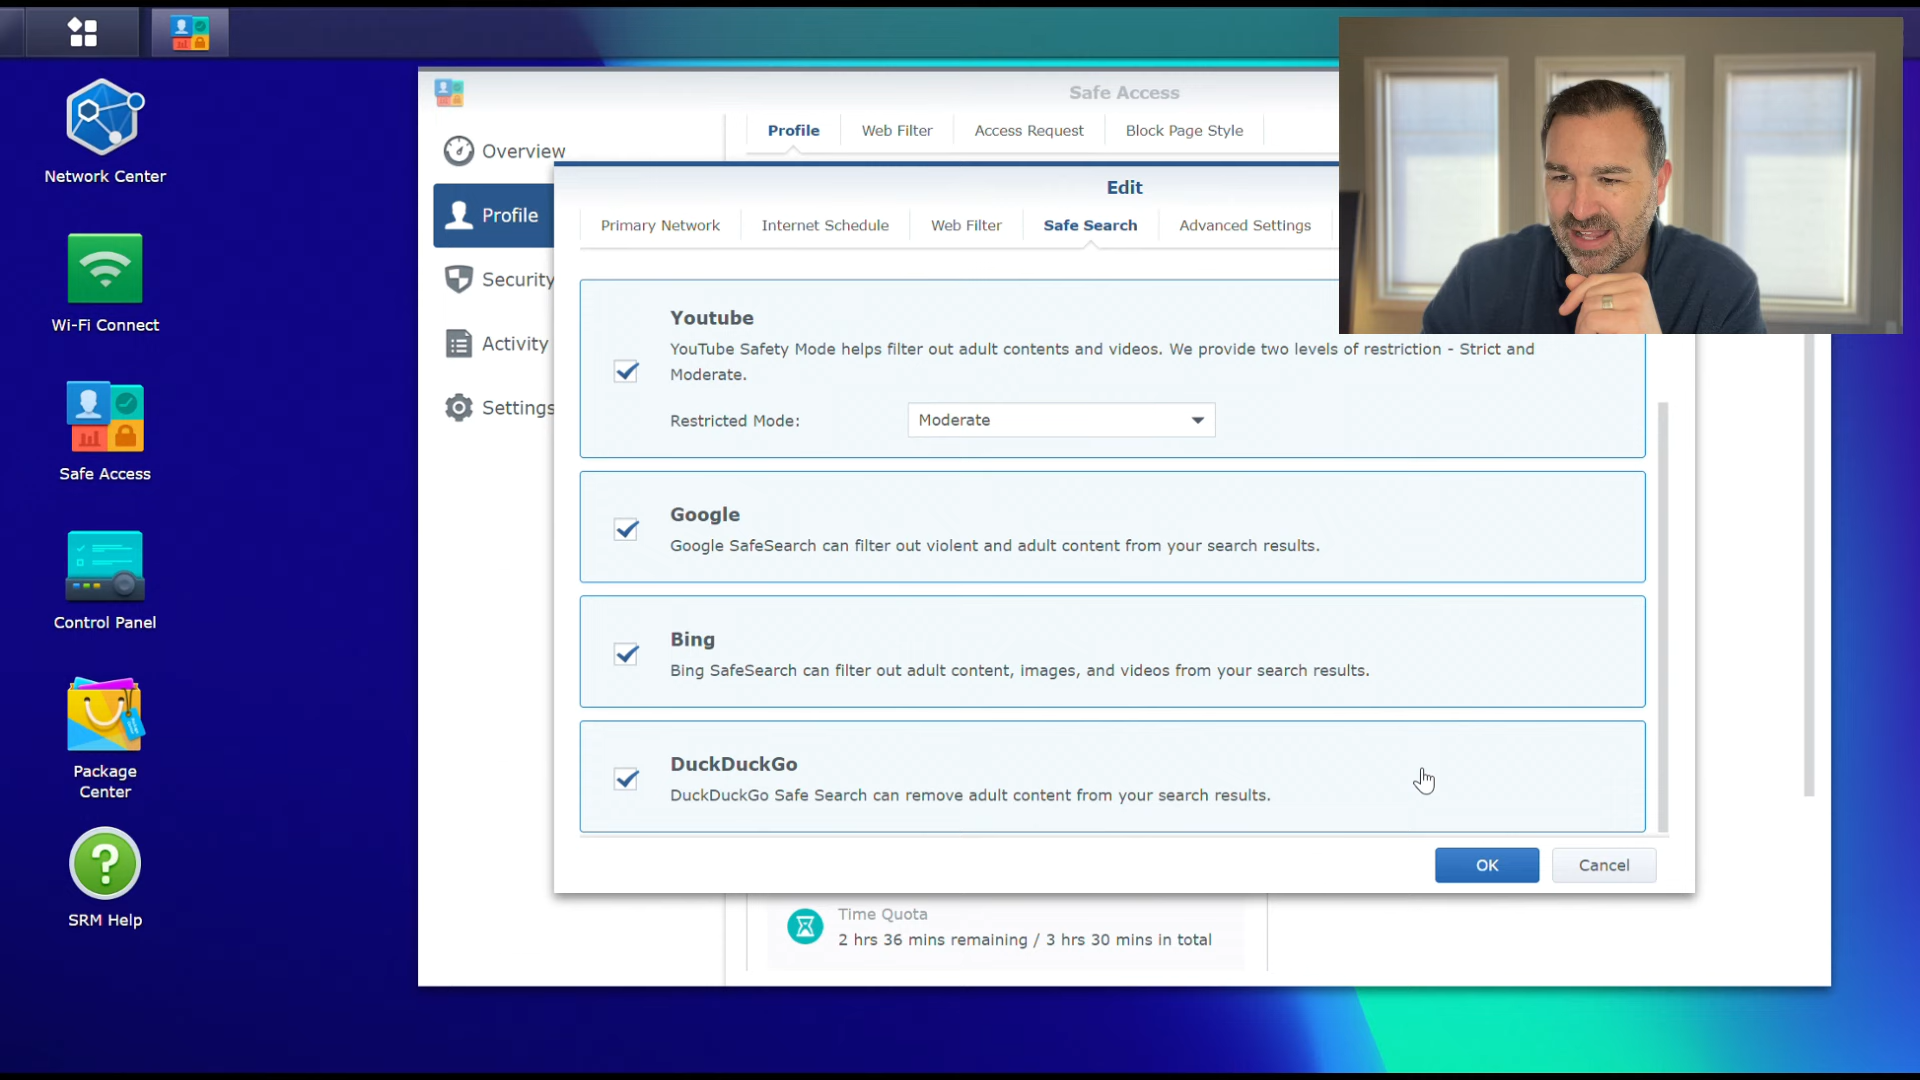 Safe Access
Network Center
Wi-Fi Connect
Safe Access
Control Panel
Package
Center
SRM Help
Overview
Profile
Security
Activity
Settings
Profile
Web Filter
Access Request
Block Page Style
Edit
Primary Network
Internet Schedule
Web Filter
Safe Search
Advanced Settings
Youtube
YouTube Safety Mode helps filter out adult contents and videos. We provide two levels of restriction - Strict and
Moderate.
Restricted Mode:
Moderate
Google
Google SafeSearch can filter out violent and adult content from your search results.
Bing
Bing SafeSearch can filter out adult content, images, and videos from your search results.
DuckDuckGo
DuckDuckGo Safe Search can remove adult content from your search results.
OK
Cancel
Time Quota
2 hrs 36 mins remaining / 3 hrs 30 mins in total